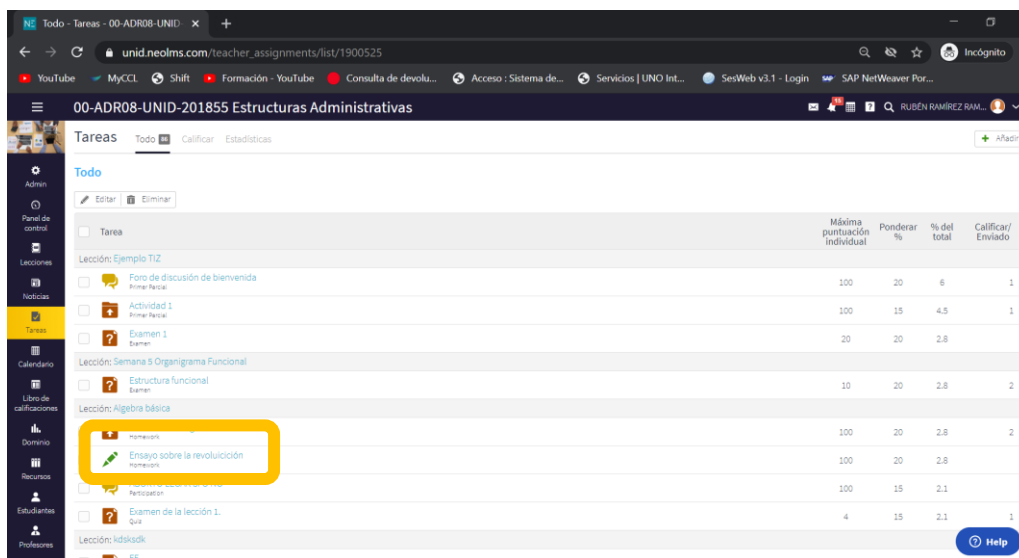 Todo - Tareas - 00-ADR08-UNID-
unid.neolms.com/teacher_assignments/list/1900525
Incógnito
YouTube MyCCL Shift Formación - YouTube Consulta de devolu... Acceso : Sistema de... Servicios | UNO Int... SesWeb v3.1 - Login SAP NetWeaver Por...
00-ADR08-UNID-201855 Estructuras Administrativas
15
RUBÉN RAMÍREZ RAM...
Tareas Todo Calificar Estadísticas
+ Añadir
Todo
Editar Eliminar
Tarea Máxima puntuación individual Ponderar % % del total Calificar/ Enviado
Lección: Ejemplo TIZ
Foro de discusión de bienvenida 100 20 6 1
Primer Parcial
Actividad 1 100 15 4.5 1
Primer Parcial
Examen 1 20 20 2.8
Examen
Lección: Semana 5 Organigrama Funcional
Estructura funcional 10 20 2.8 2
Examen
Lección: Algebra básica
Homework 100 20 2.8 2
Ensayo sobre la revoluicición 100 20 2.8
Homework
Participation 100 15 2.1
Examen de la lección 1. 4 15 2.1 1
Quiz
Lección: kdsksdk
Admin
Panel de control
Lecciones
Noticias
Tareas
Calendario
Libro de calificaciones
Dominio
Recursos
Estudiantes
Profesores
Help